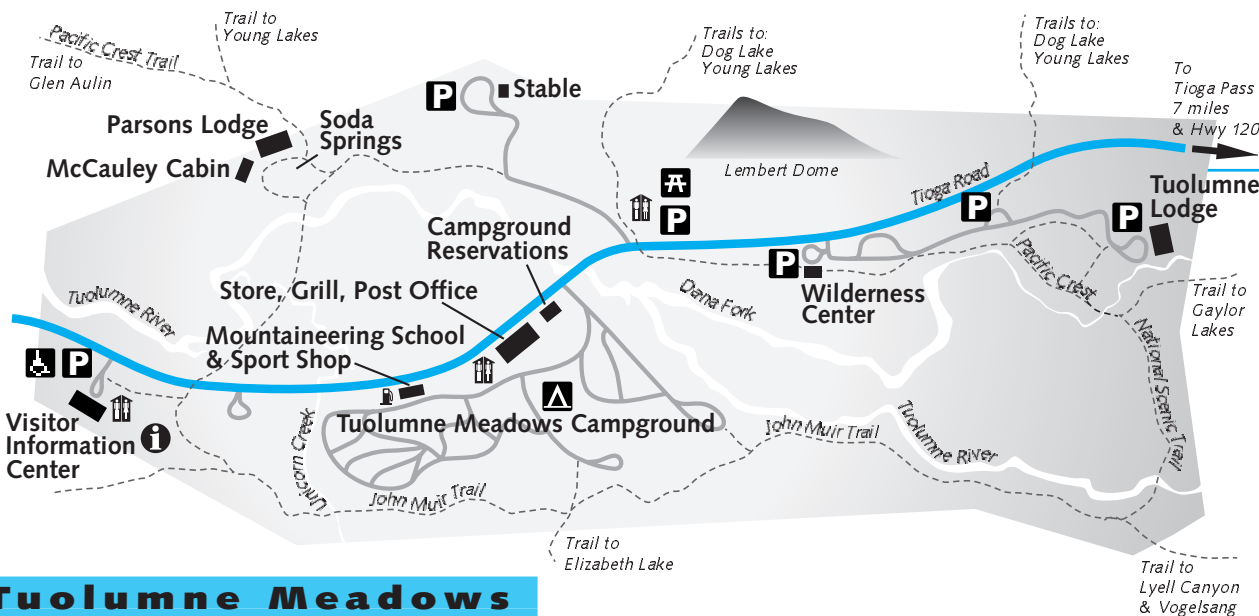 Trail to
Young Lakes
Pacific Crest Trail
Trail to
Glen Aulin
Trails to:
Dog Lake
Young Lakes
Trails to:
Dog Lake
Young Lakes
To
Tioga Pass
7 miles
& Hwy 120
P
Stable
Parsons Lodge
Soda
Springs
McCauley Cabin
Lembert Dome
Tioga Road
P
P
P
Tuolumne
Lodge
Campground
Reservations
P
Wilderness
Center
Pacific Crest
National Scenic Trail
Trail to
Gaylor
Lakes
Dana Fork
Store, Grill, Post Office
Tuolumne River
Mountaineering School
& Sport Shop
P
Visitor
Information
Center
i
Tuolumne Meadows Campground
Unicorn Creek
John Muir Trail
John Muir Trail
Tuolumne River
Trail to
Elizabeth Lake
Trail to
Lyell Canyon
& Vogelsang
Tuolumne Meadows